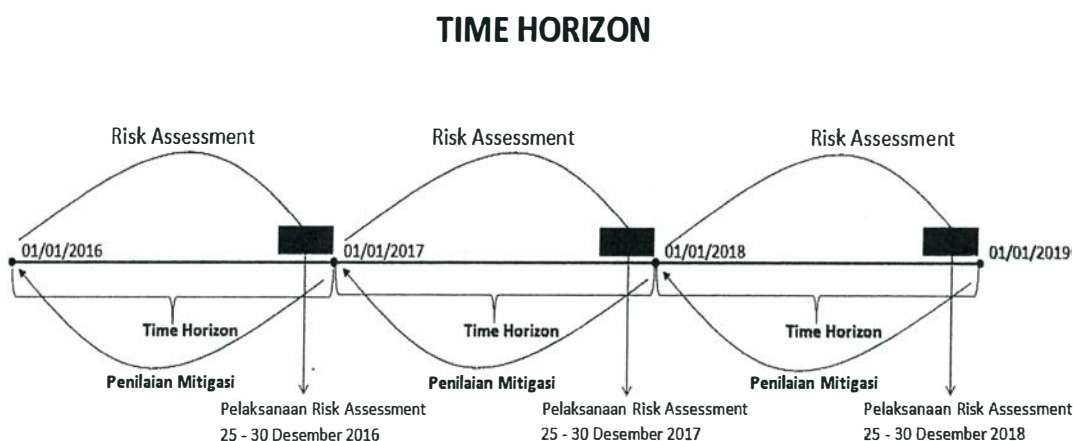 TIME HORIZON
Risk Assessment
Risk Assessment
Risk Assessment
01/01/2016
01/01/2017
01/01/2018
01/01/2019
Time Horizon
Time Horizon
Time Horizon
Penilaian Mitigasi
Penilaian Mitigasi
Penilaian Mitigasi
Pelaksanaan Risk Assessment
25 - 30 Desember 2016
Pelaksanaan Risk Assessment
25 - 30 Desember 2017
Pelaksanaan Risk Assessment
25 - 30 Desember 2018